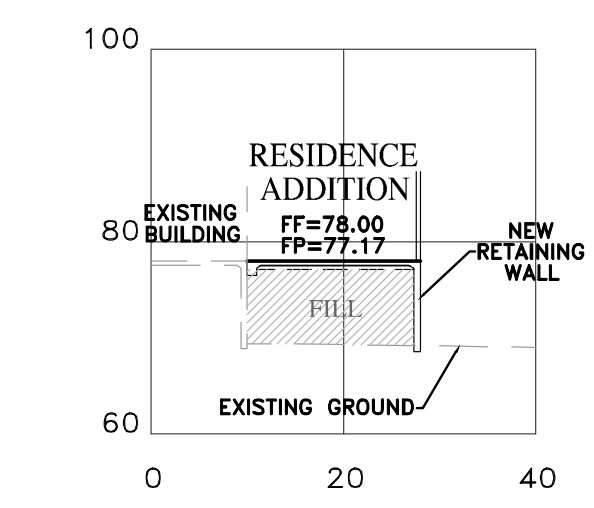 100
RESIDENCE
ADDITION
EXISTING
BUILDING
80
FF=78.00
FP=77.17
NEW
RETAINING
WALL
FILL
EXISTING GROUND
60
0
20
40